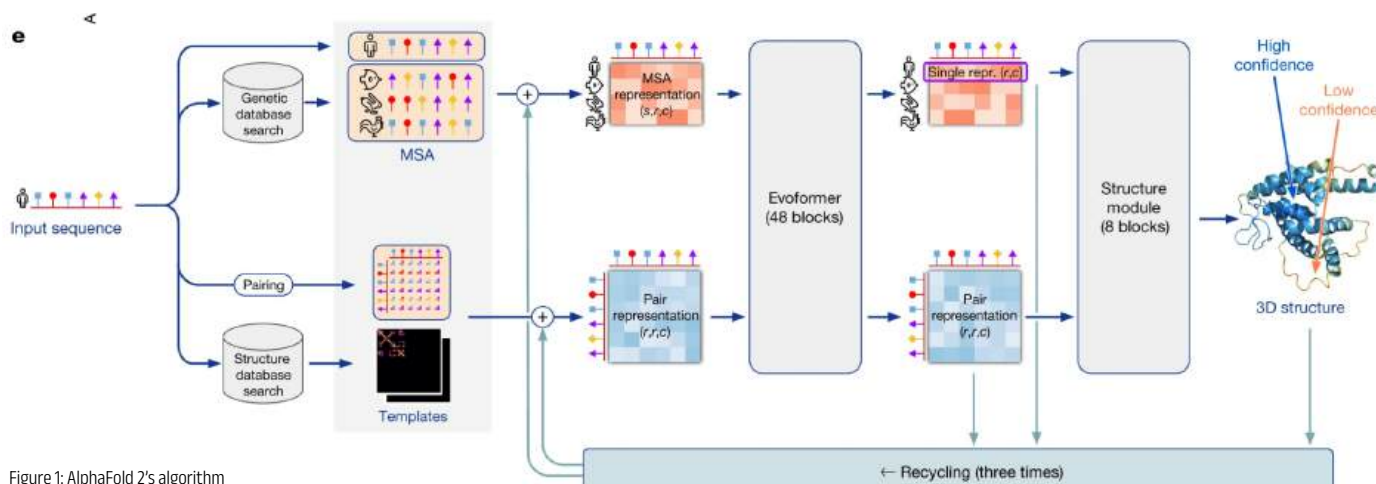 A
e
Genetic
database
search
MSA
Input sequence
Pairing
Structure
database
search
Templates
MSA
representation
(s,r,c)
Pair
representation
(r,r,c)
Evoformer
(48 blocks)
Single repr. (r,c)
Pair
representation
(r,r,c)
Structure
module
(8 blocks)
High
confidence
Low
confidence
3D structure
← Recycling (three times)
Figure 1: AlphaFold 2's algorithm